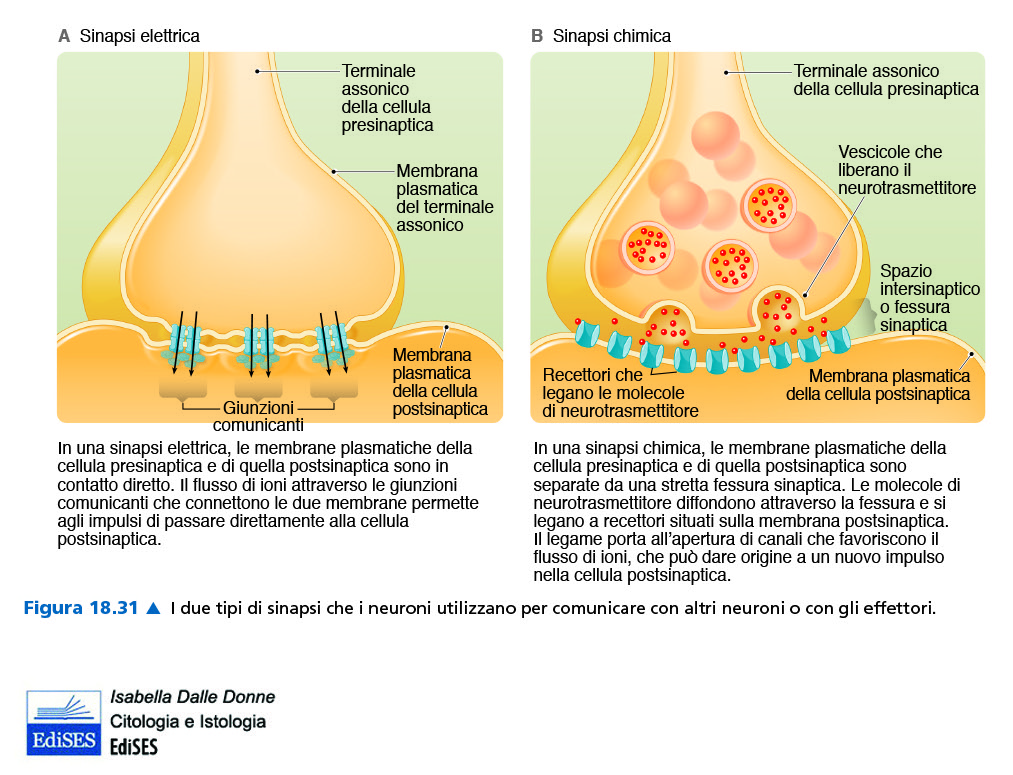 A Sinapsi elettrica
Terminale
assonico
della cellula
presinaptica
Membrana
plasmatica
del terminale
assonico
Membrana
plasmatica
della cellula
postsinaptica
Giunzioni
comunicanti
In una sinapsi elettrica, le membrane plasmatiche della
cellula presinaptica e di quella postsinaptica sono in
contatto diretto. Il flusso di ioni attraverso le giunzioni
comunicanti che connettono le due membrane permette
agli impulsi di passare direttamente alla cellula
postsinaptica.
B Sinapsi chimica
Terminale assonico
della cellula presinaptica
Vescicole che
liberano il
neurotrasmettitore
Spazio
intersinaptico
o fessura
sinaptica
Recettori che
legano le molecole
di neurotrasmettitore
Membrana plasmatica
della cellula postsinaptica
In una sinapsi chimica, le membrane plasmatiche della
cellula presinaptica e di quella postsinaptica sono
separate da una stretta fessura sinaptica. Le molecole di
neurotrasmettitore diffondono attraverso la fessura e si
legano a recettori situati sulla membrana postsinaptica.
Il legame porta all'apertura di canali che favoriscono il
flusso di ioni, che può dare origine a un nuovo impulso
nella cellula postsinaptica.
Figura 18.31 ▲ I due tipi di sinapsi che i neuroni utilizzano per comunicare con altri neuroni o con gli effettori.
EdiSES
Isabella Dalle Donne
Citologia e Istologia
EdiSES